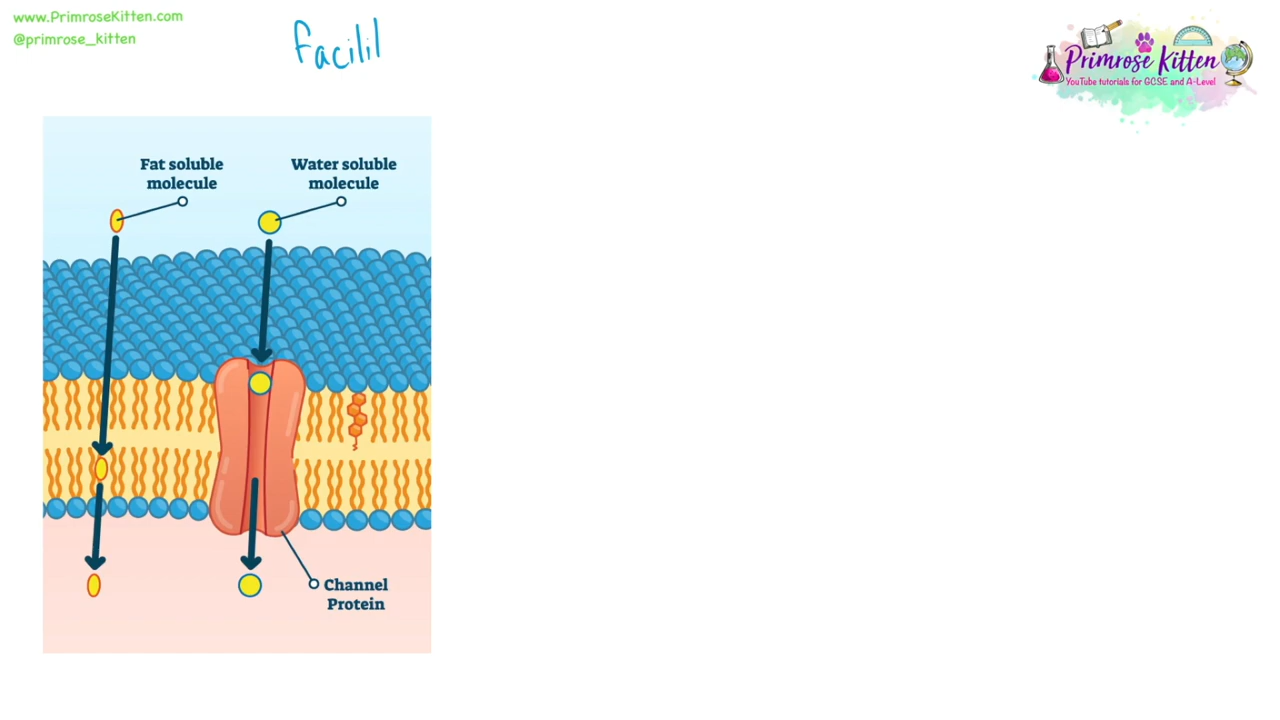 www.PrimroseKitten.com
@primrose_kitten
Facilil
Primrose Kitten
YouTube tutorials for GCSE and A-Level
Fat soluble
molecule
Water soluble
molecule
Channel
Protein